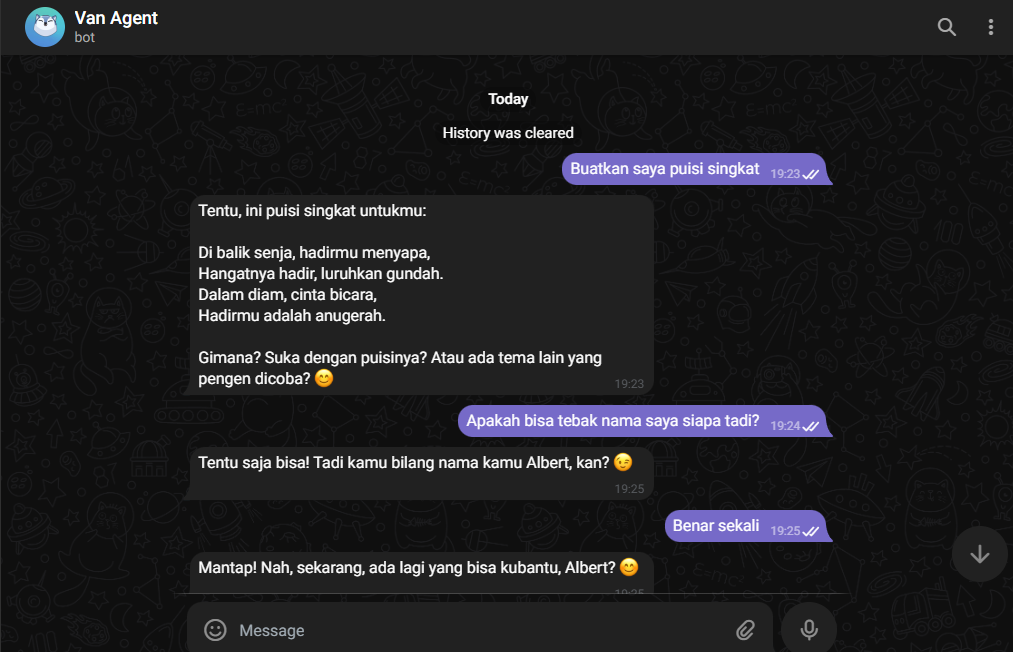 Van Agent
bot
Today
History was cleared
Buatkan saya puisi singkat 19:23
Tentu, ini puisi singkat untukmu:
Di balik senja, hadirmu menyapa,
Hangatnya hadir, luruhkan gundah.
Dalam diam, cinta bicara,
Hadirmu adalah anugerah.
Gimana? Suka dengan puisinya? Atau ada tema lain yang
pengen dicoba? 😊 19:23
Apakah bisa tebak nama saya siapa tadi? 19:24
Tentu saja bisa! Tadi kamu bilang nama kamu Albert, kan? 😉
19:25
Benar sekali 19:25
Mantap! Nah, sekarang, ada lagi yang bisa kubantu, Albert? 😊
19:25
Message